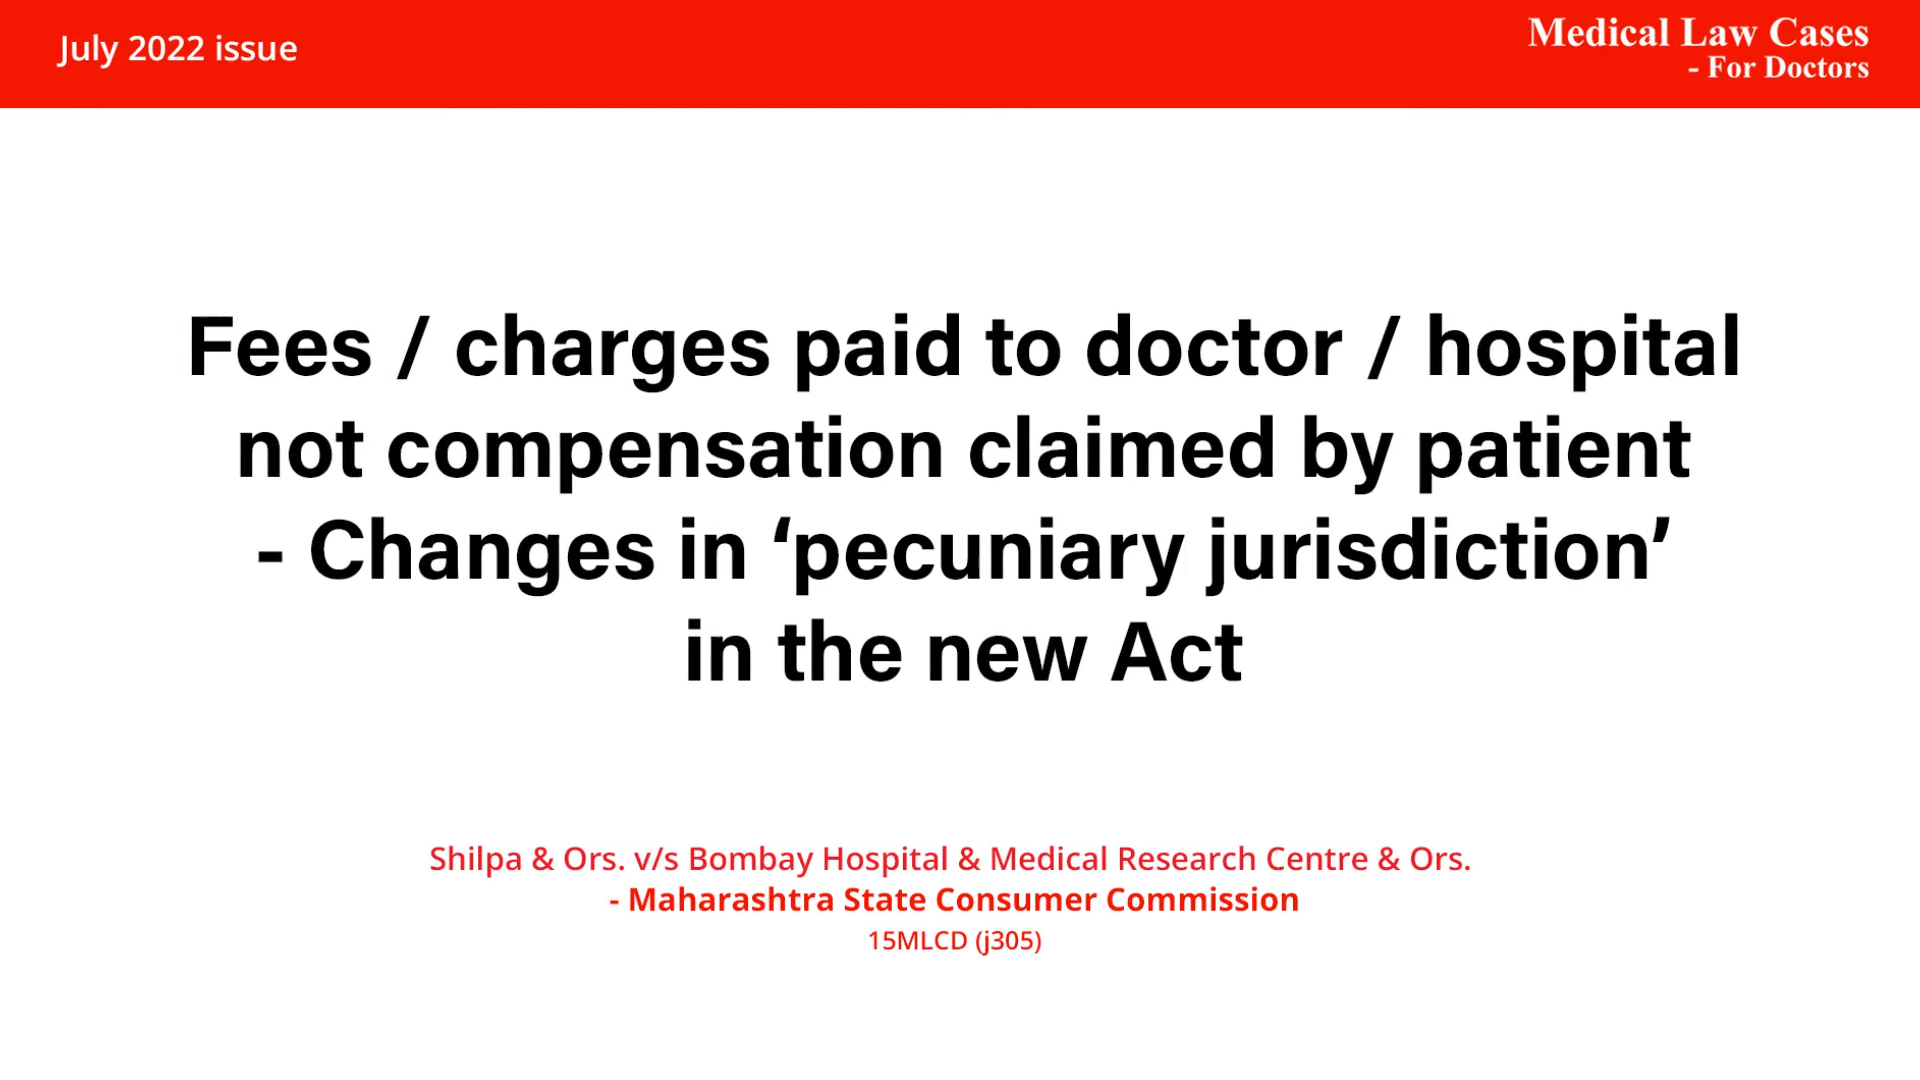 July 2022 issue
Medical Law Cases
- For Doctors
Fees / charges paid to doctor / hospital
not compensation claimed by patient
- Changes in ‘pecuniary jurisdiction’
in the new Act
Shilpa & Ors. v/s Bombay Hospital & Medical Research Centre & Ors.
- Maharashtra State Consumer Commission
15MLCD (j305)